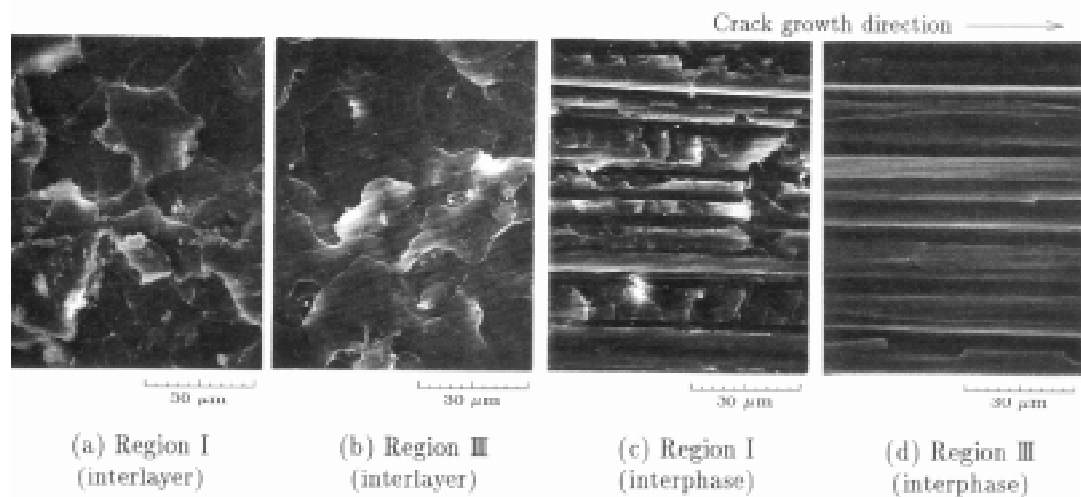 Crack growth direction
30 μm
30 μm
30 μm
30 μm
(a) Region I
(interlayer)
(b) Region Ⅲ
(interlayer)
(c) Region I
(interphase)
(d) Region Ⅲ
(interphase)